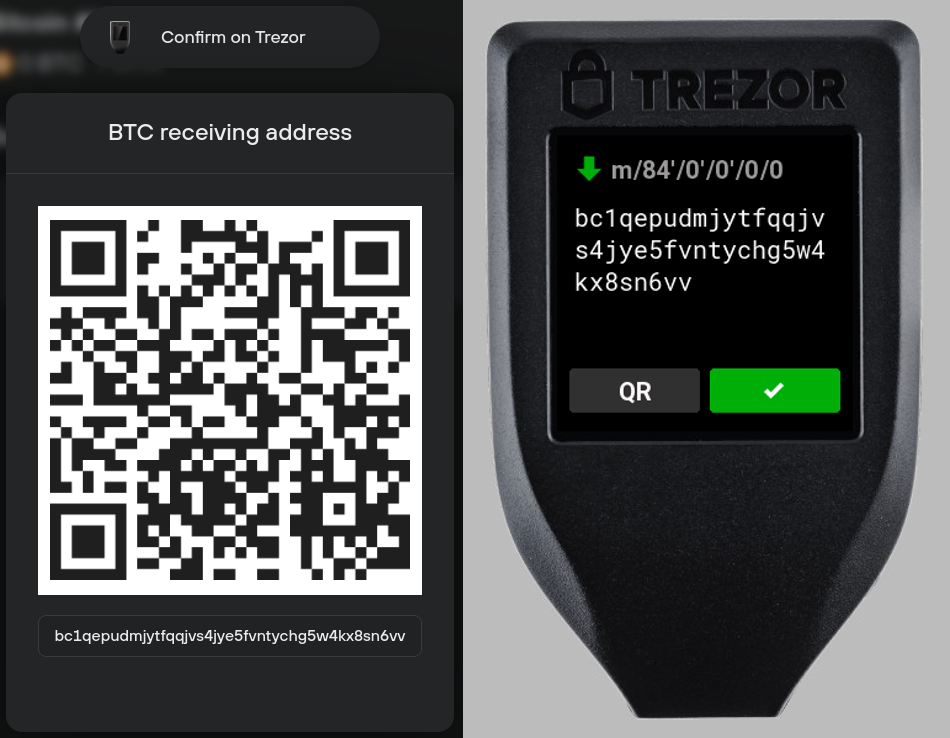 Confirm on Trezor
BTC receiving address
bc1qepudmjytfqqjvs4jye5fvntychg5w4kx8sn6vv
TREZOR
m/84'/0'/0'/0/0
bc1qepudmjytfqqjv
s4jye5fvntychg5w4
kx8sn6vv
QR